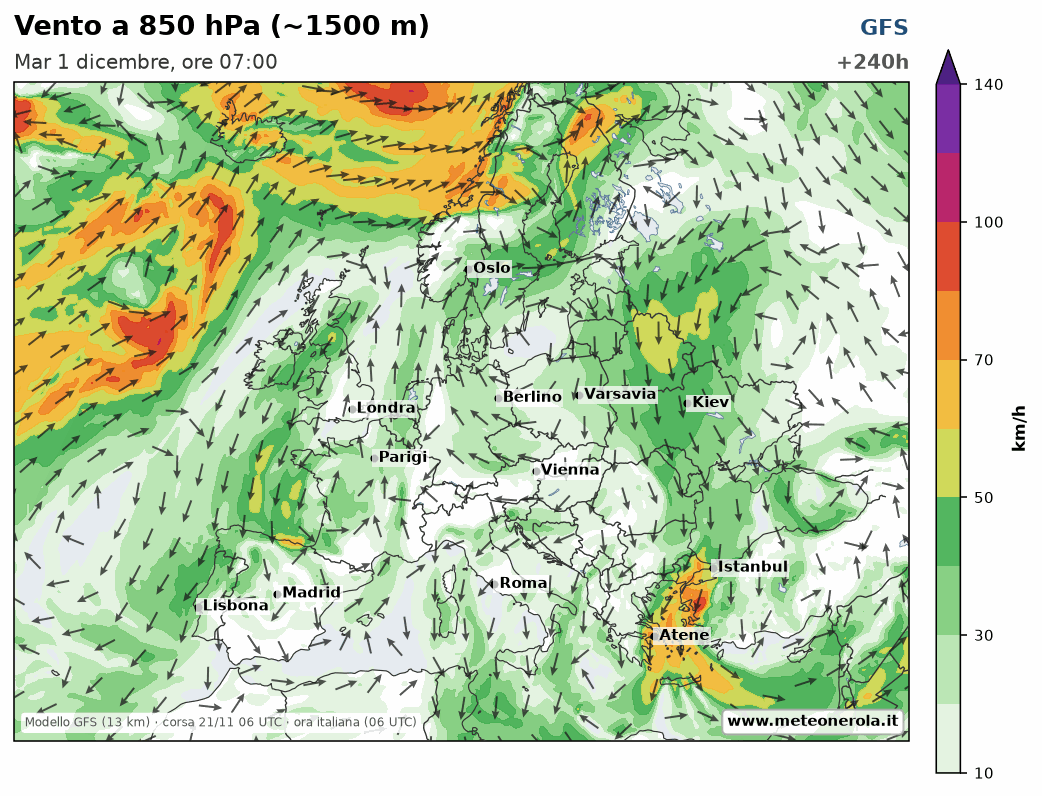 Vento a 850 hPa (~1500 m)
GFS
Mar 1 dicembre, ore 07:00
+240h
140
100
70
50
30
10
km/h
Oslo
Berlino
Varsavia
Kiev
Londra
Parigi
Vienna
Istanbul
Roma
Madrid
Lisbona
Atene
Modello GFS (13 km) · corsa 21/11 06 UTC · ora italiana (06 UTC)
www.meteonerola.it